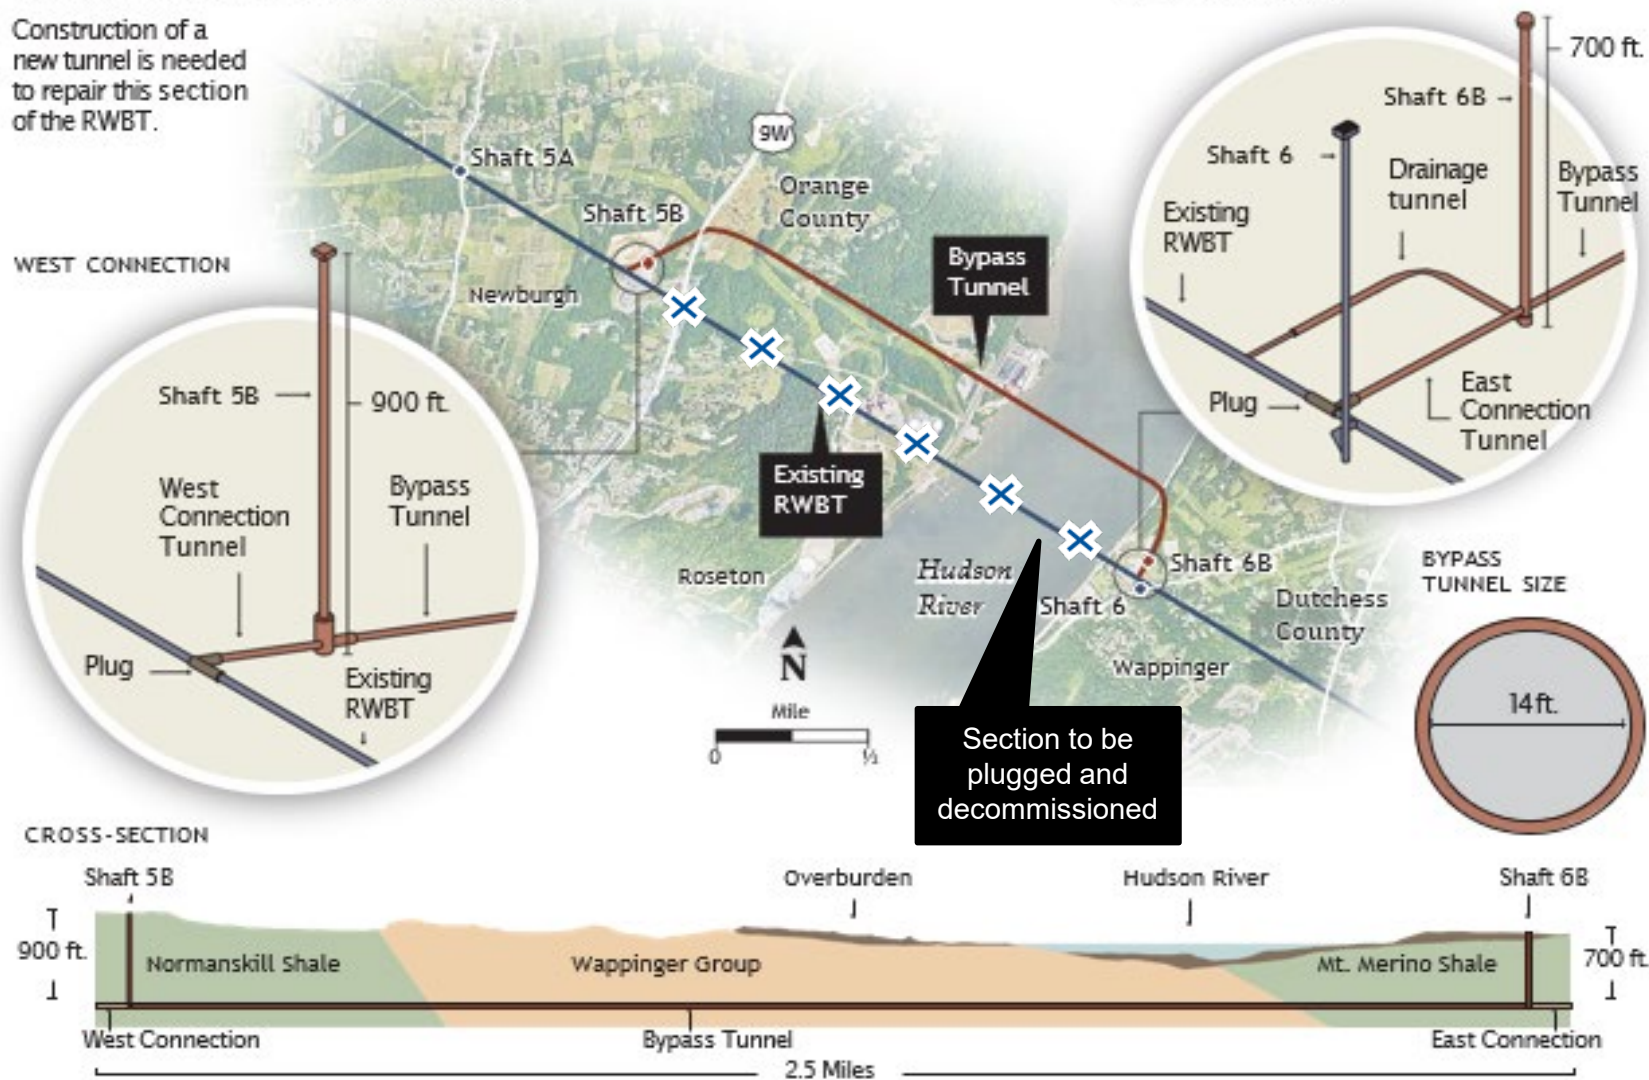 Construction of a
new tunnel is needed
to repair this section
of the RWBT.
Shaft 5A
9W
Orange
County
Shaft 5B
Newburgh
Bypass
Tunnel
Existing
RWBT
Roseton
Hudson
River
Shaft 6B
Shaft 6
Dutchess
County
Wappinger
N
Mile
0
½
Section to be
plugged and
decommissioned
WEST CONNECTION
Shaft 5B
900 ft.
West
Connection
Tunnel
Bypass
Tunnel
Plug
Existing
RWBT
700 ft.
Shaft 6B
Shaft 6
Drainage
tunnel
Bypass
Tunnel
Existing
RWBT
Plug
East
Connection
Tunnel
BYPASS
TUNNEL SIZE
14ft.
CROSS-SECTION
Shaft 5B
Overburden
Hudson River
Shaft 6B
900 ft.
Normanskill Shale
Wappinger Group
Mt. Merino Shale
700 ft.
West Connection
Bypass Tunnel
East Connection
2.5 Miles